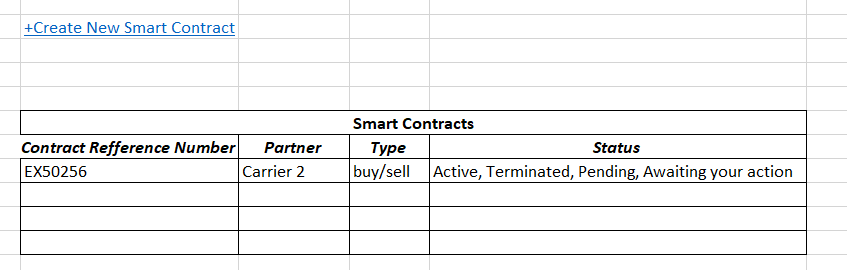 +Create New Smart Contract
Smart Contracts
Contract Refference Number Partner Type Status
EX50256 Carrier 2 buy/sell Active, Terminated, Pending, Awaiting your action